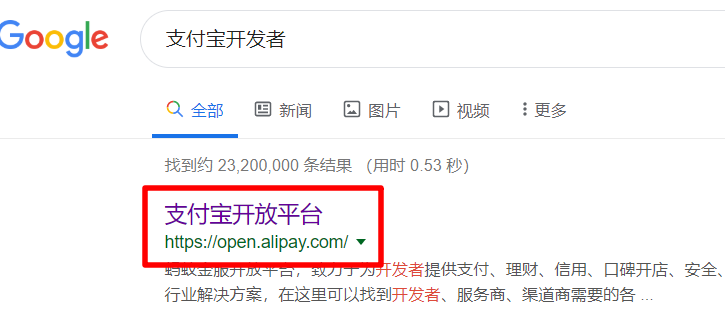 Google
支付宝开发者
全部 新闻 图片 视频 更多
找到约 23,200,000 条结果 （用时 0.53 秒）
支付宝开放平台
https://open.alipay.com/
蚂蚁金服开放平台，致力于为开发者提供支付、理财、信用、口碑开店、安全、
行业解决方案，在这里可以找到开发者、服务商、渠道商需要的各 ...